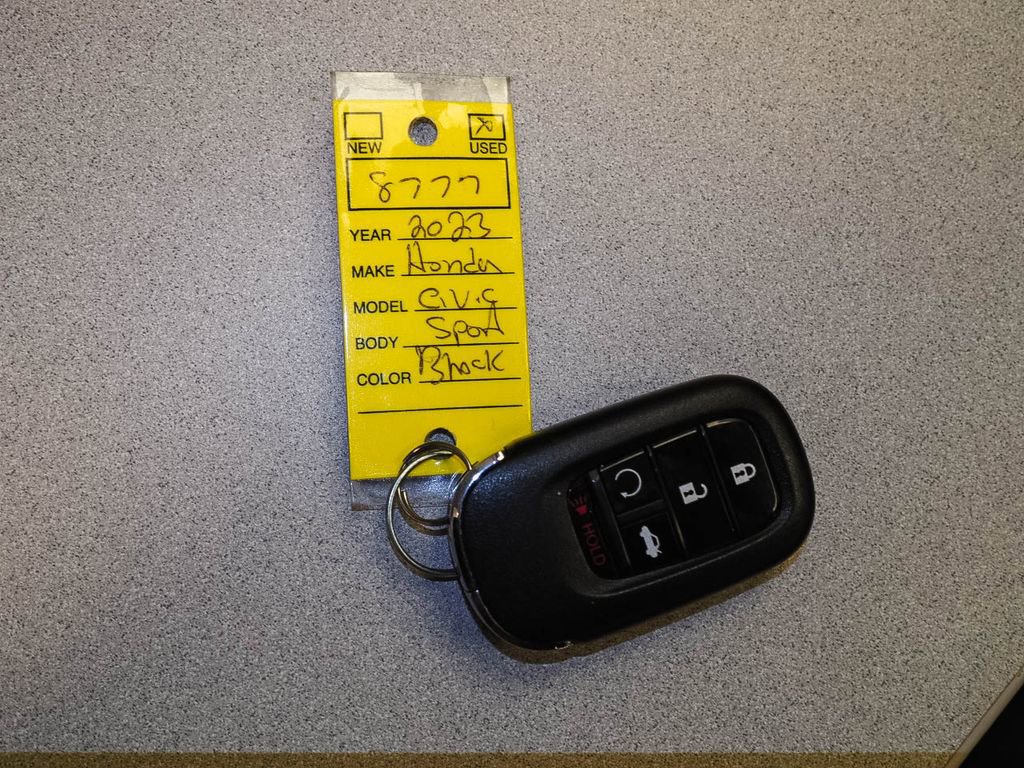 NEW USED
8777
YEAR 2023
MAKE Honda
MODEL Civic
BODY Sport
COLOR Black
HOLD